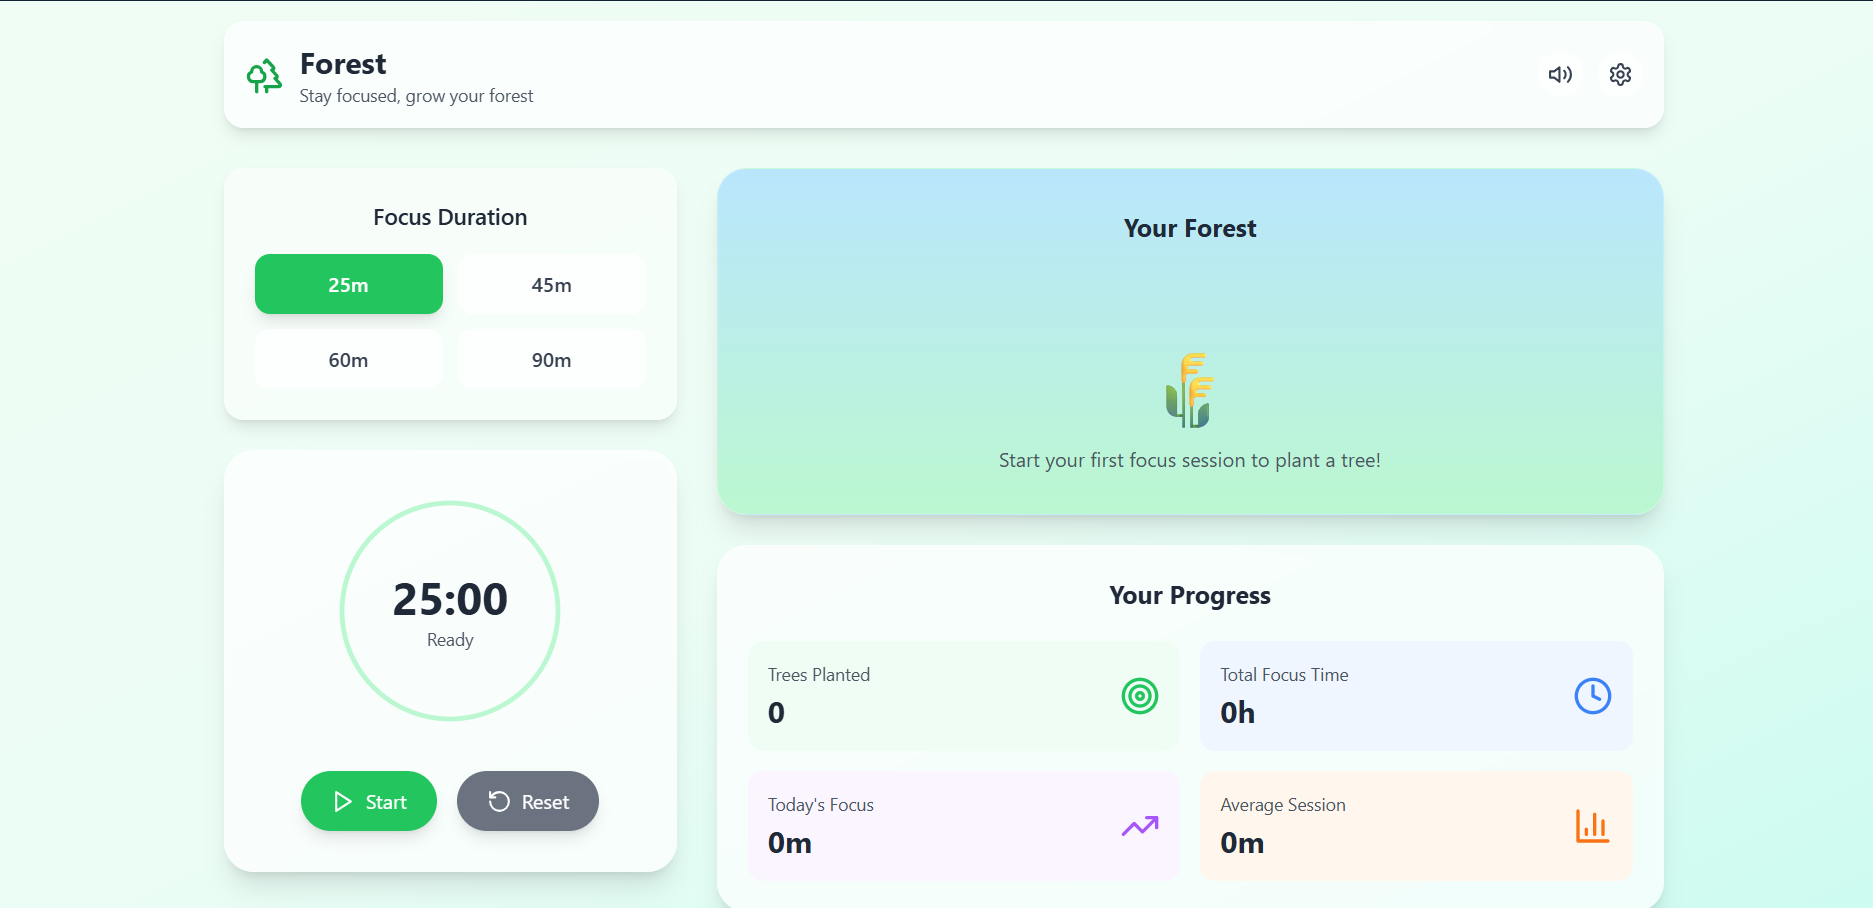 Forest
Stay focused, grow your forest
Focus Duration
25m
45m
60m
90m
25:00
Ready
Start
Reset
Your Forest
Start your first focus session to plant a tree!
Your Progress
Trees Planted
0
Total Focus Time
0h
Today's Focus
0m
Average Session
0m